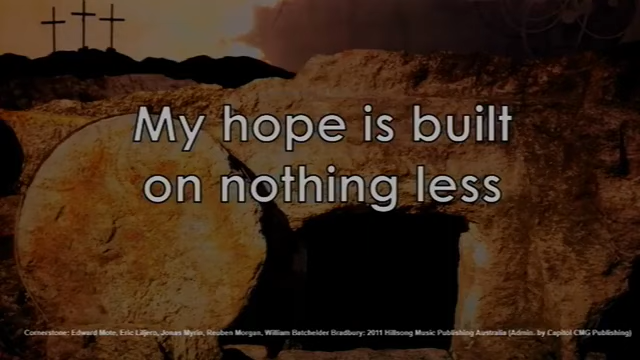 My hope is built
on nothing less
Cornerstone: Edward Mote, Eric Liljero, Jonas Myrin, Reuben Morgan, William Batchelder Bradbury: 2011 Hillsong Music Publishing Australia (Admin. by Capitol CMG Publishing)